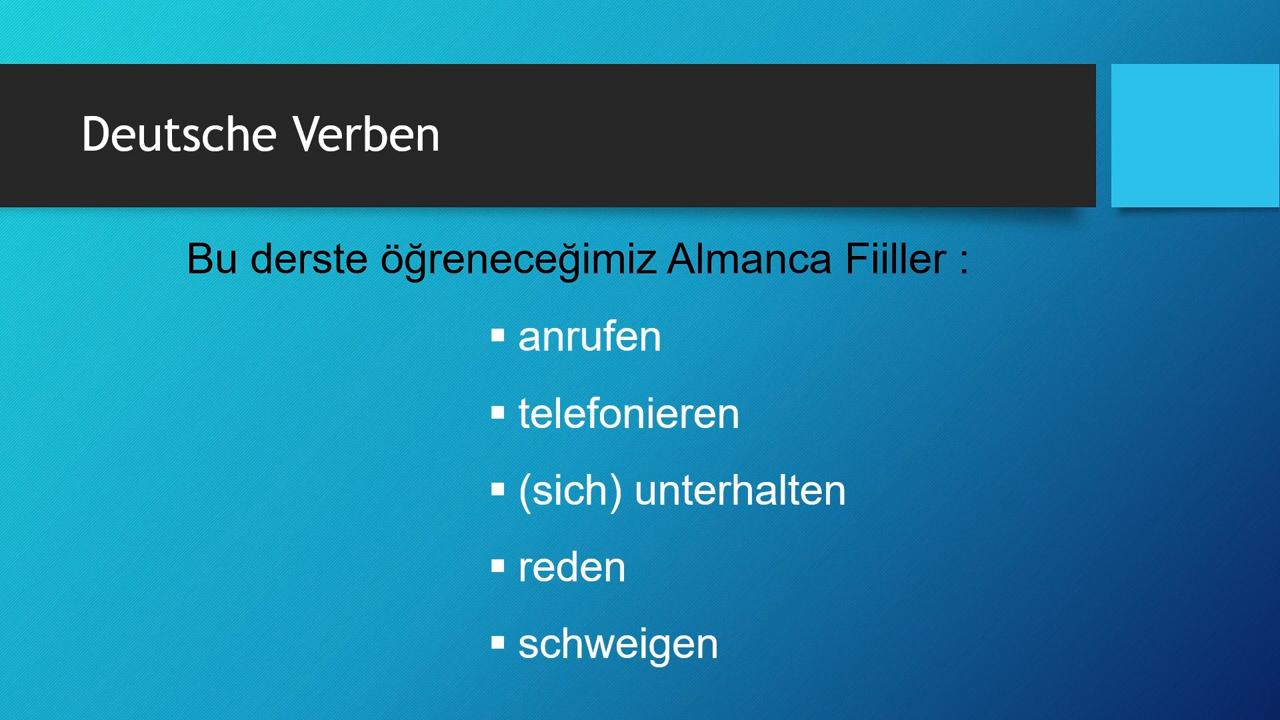 Deutsche Verben
Bu derste öğreneceğimiz Almanca Fiiller :
▪ anrufen
▪ telefonieren
▪ (sich) unterhalten
▪ reden
▪ schweigen